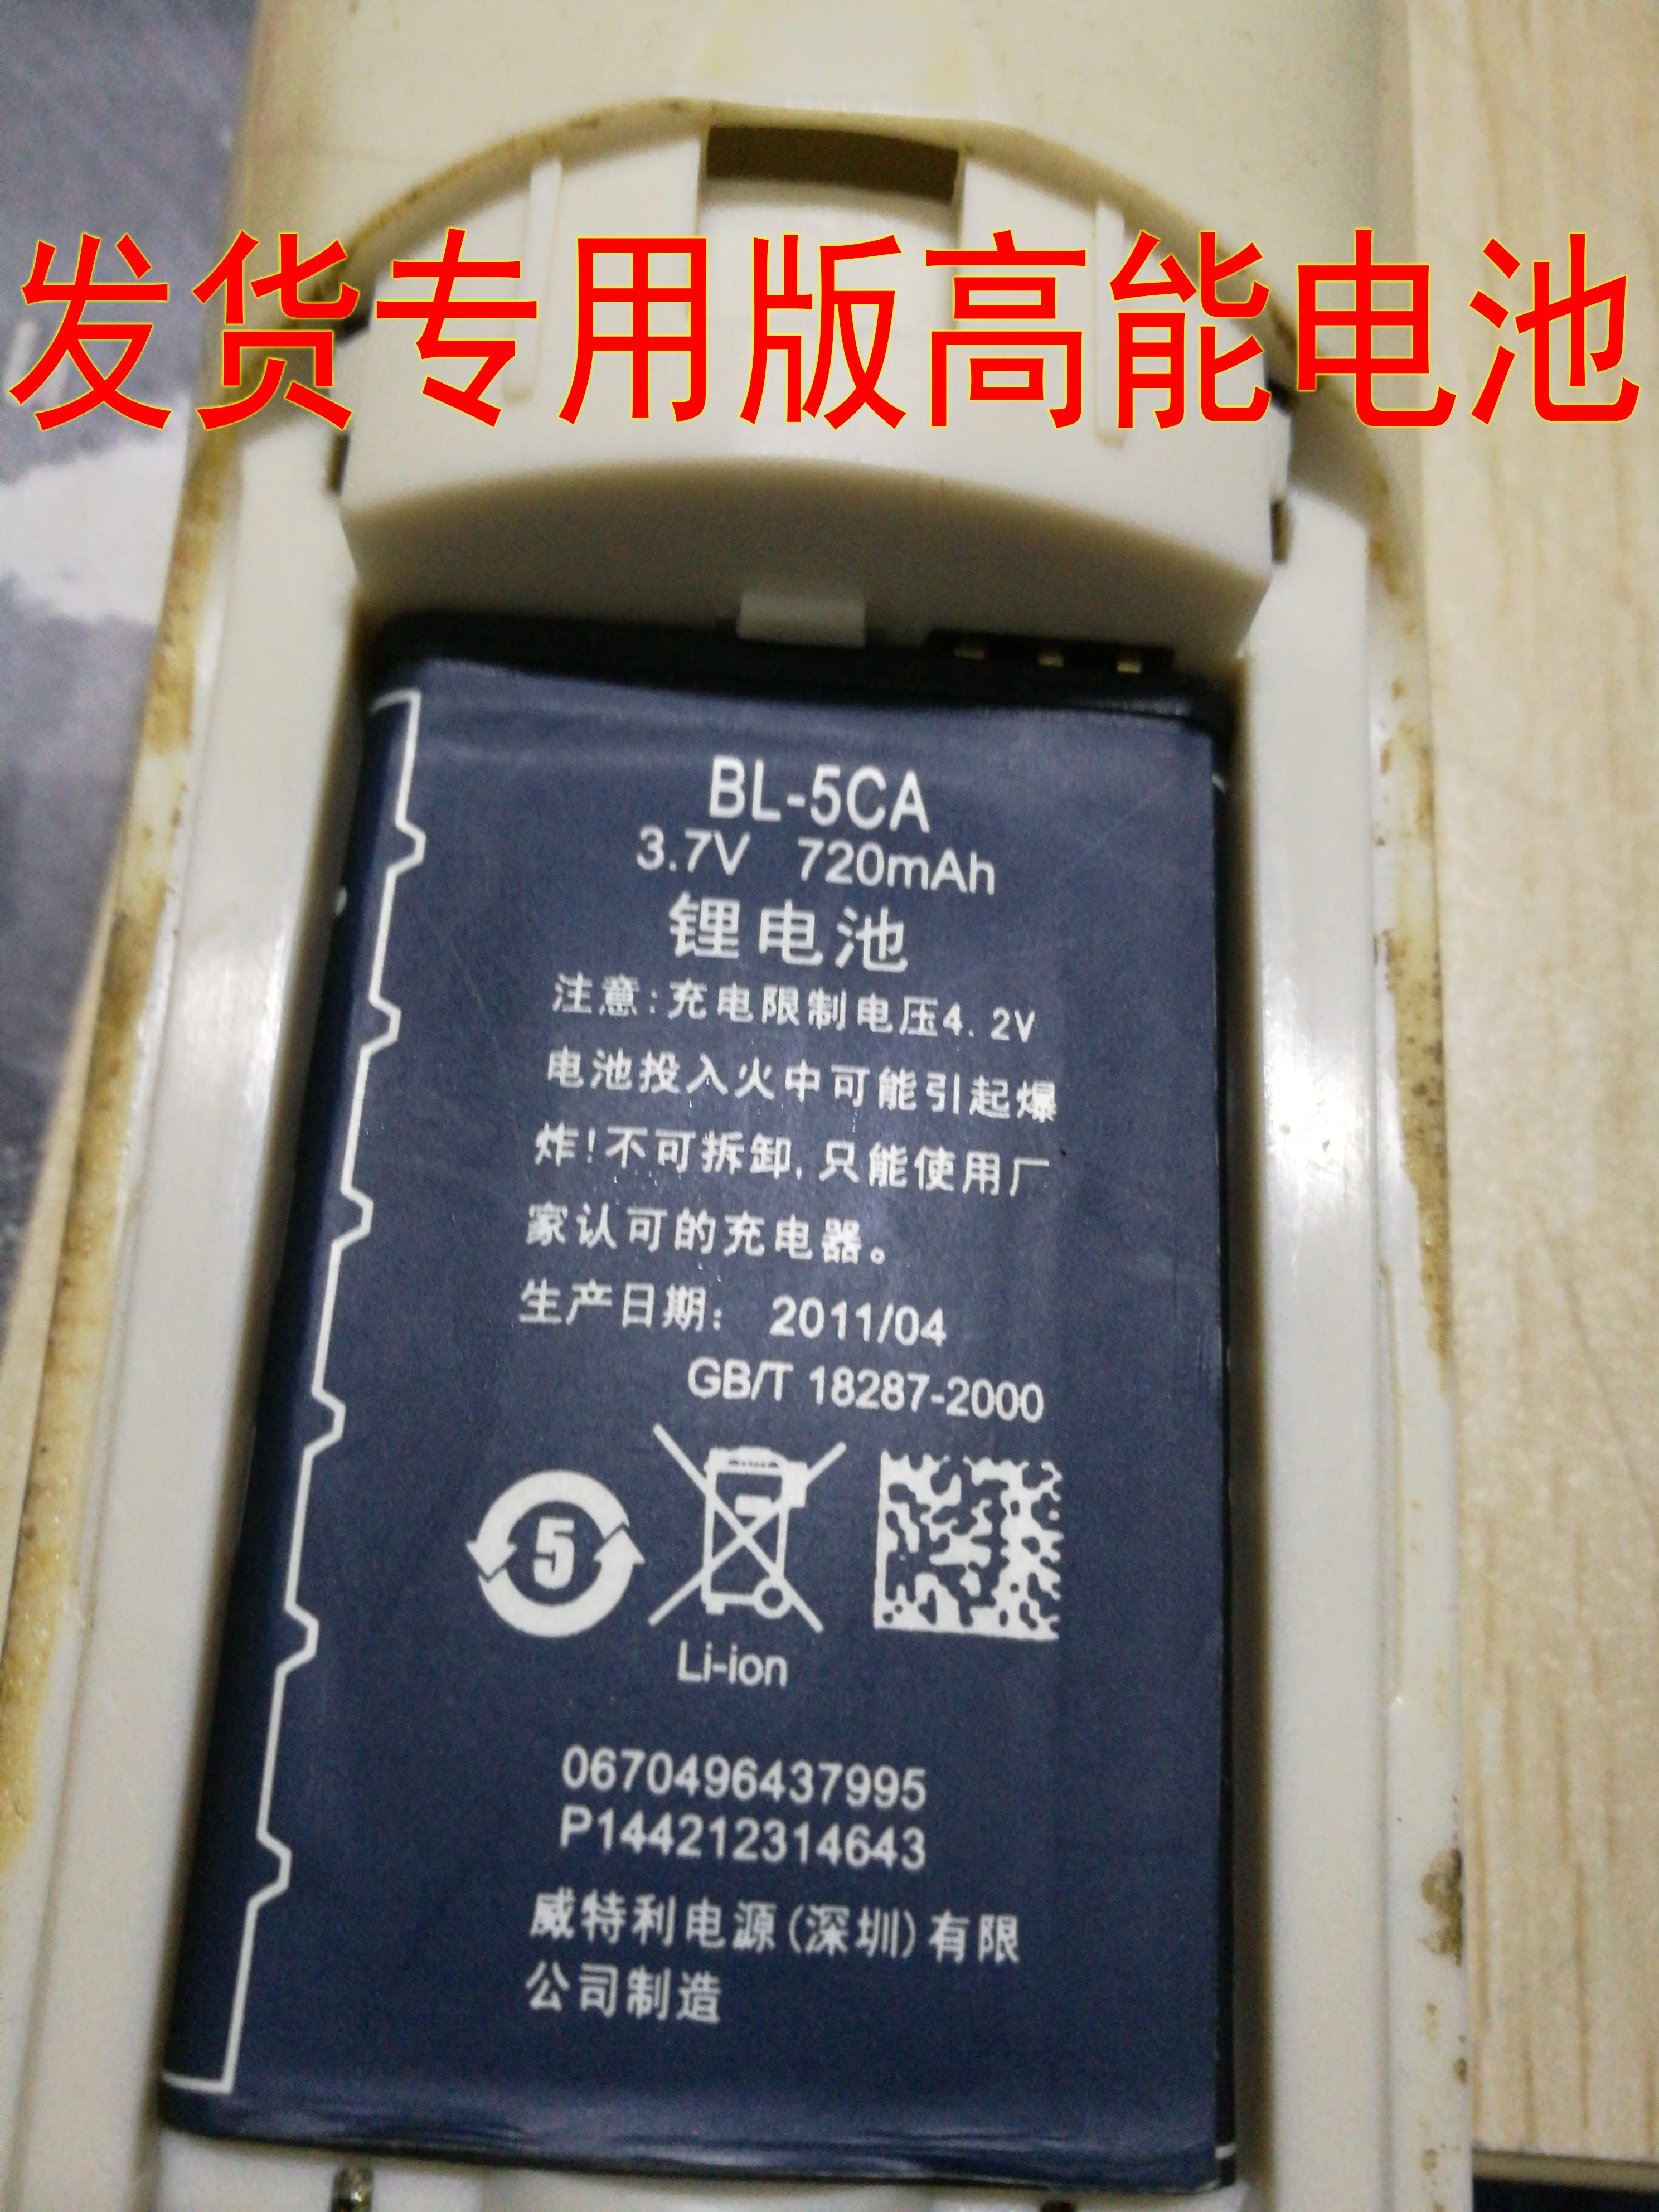 发货专用版高能电池
BL-5CA
3.7V 720mAh
锂电池
注意:充电限制电压4.2V
电池投入火中可能引起爆
炸!不可拆卸,只能使用厂
家认可的充电器。
生产日期: 2011/04
GB/T 18287-2000
5
Li-ion
0670496437995
P144212314643
威特利电源(深圳)有限
公司制造